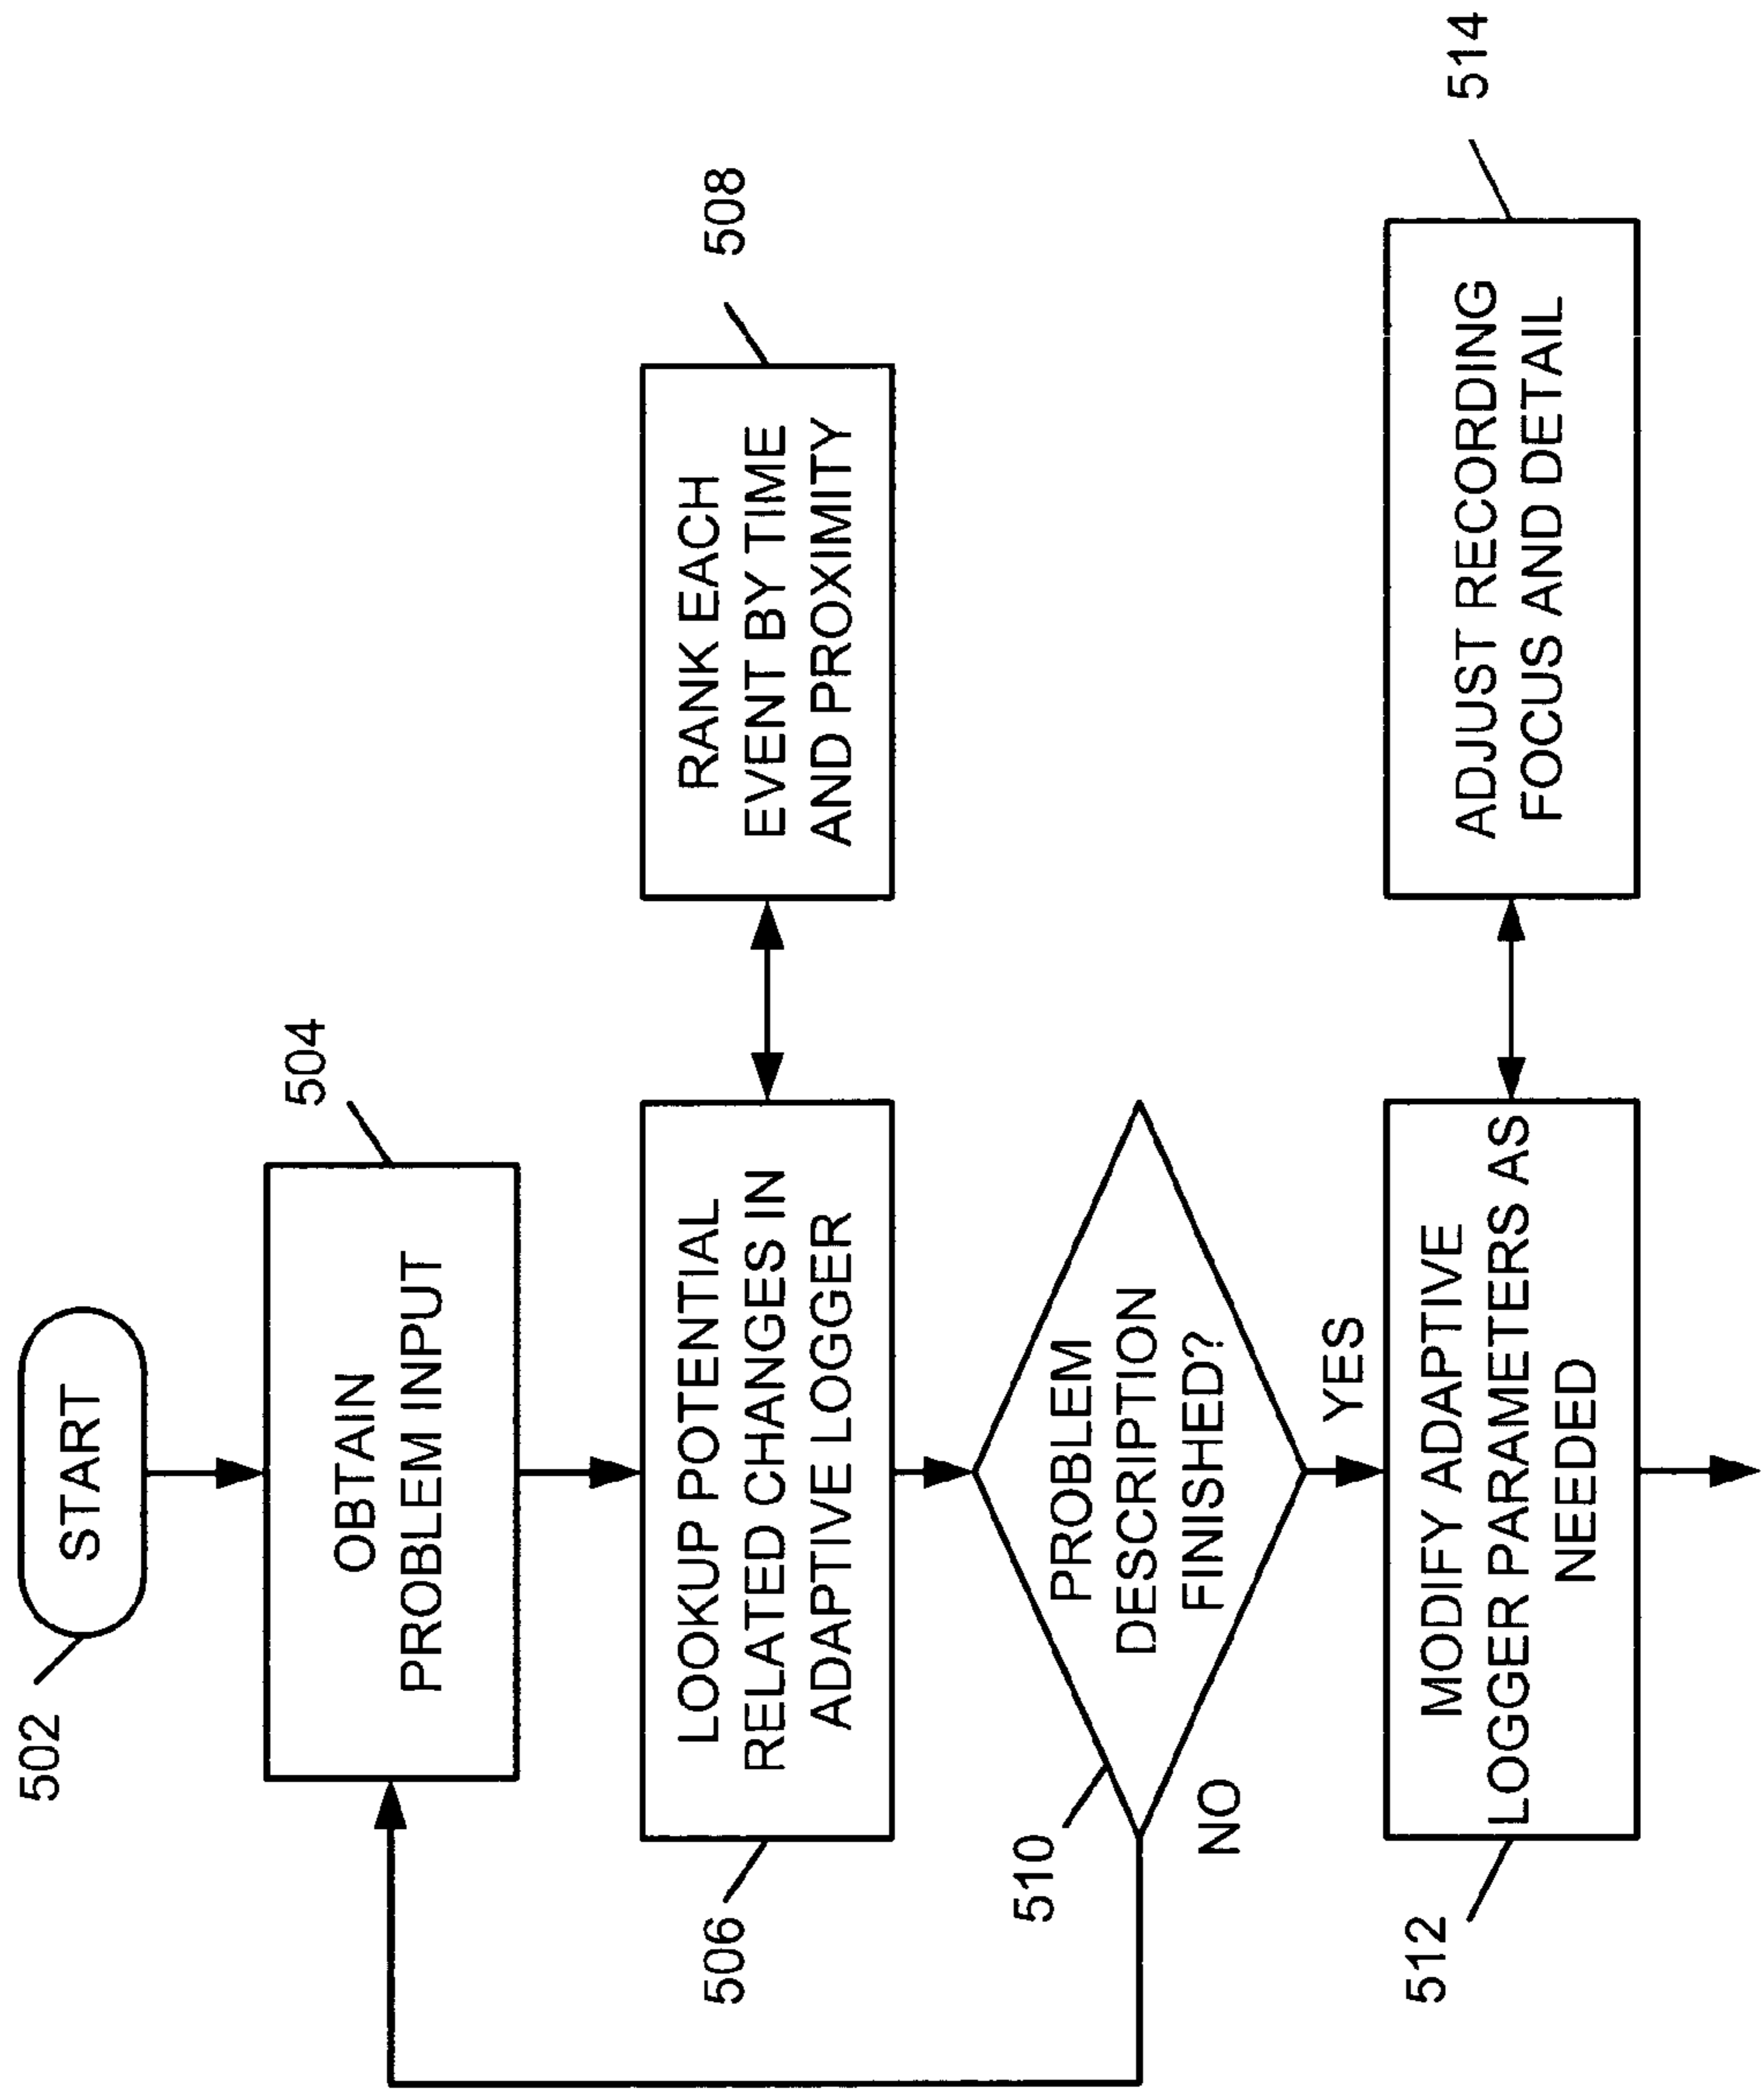 502
START
504
OBTAIN
PROBLEM INPUT
506
LOOKUP POTENTIAL
RELATED CHANGES IN
ADAPTIVE LOGGER
508
RANK EACH
EVENT BY TIME
AND PROXIMITY
510
PROBLEM
DESCRIPTION
FINISHED?
NO
YES
512
MODIFY ADAPTIVE
LOGGER PARAMETERS AS
NEEDED
514
ADJUST RECORDING
FOCUS AND DETAIL